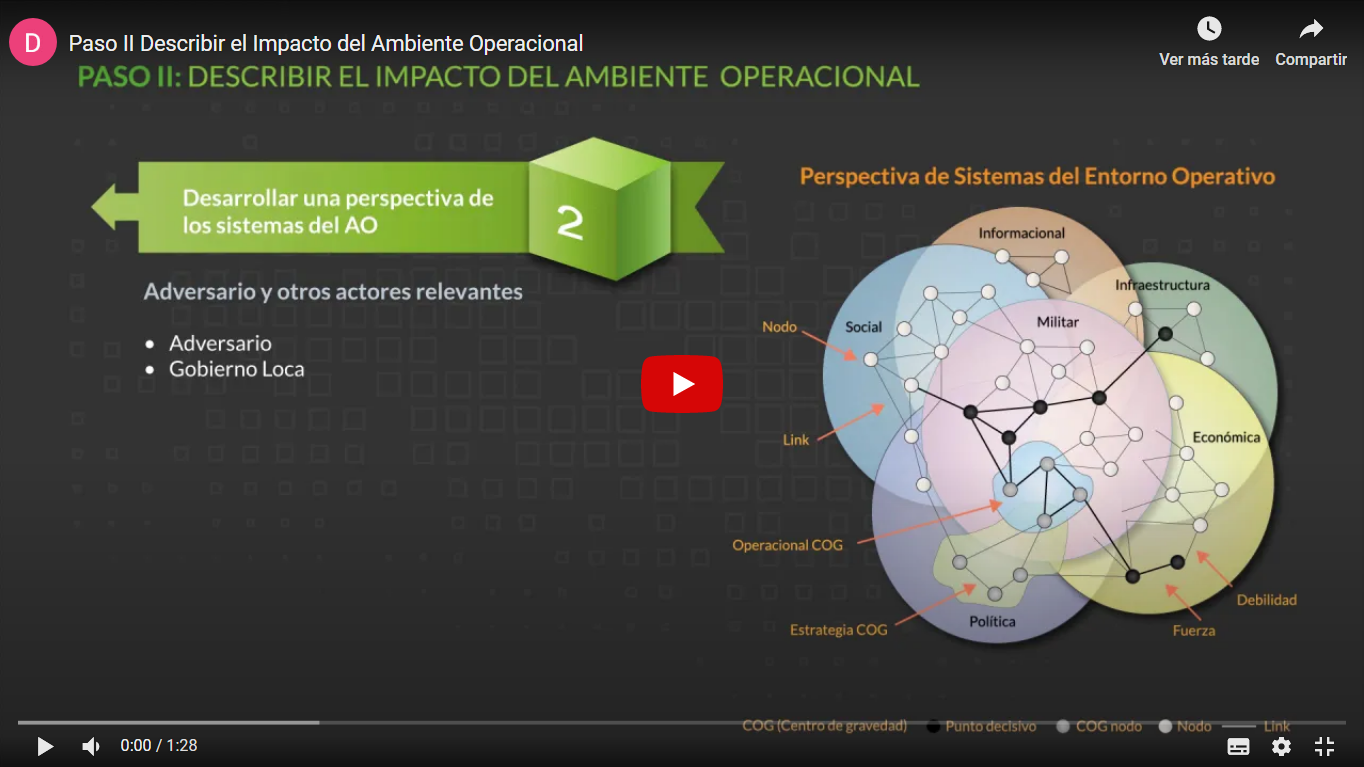 D
Paso II Describir el Impacto del Ambiente Operacional
Ver más tarde
Compartir
PASO II: DESCRIBIR EL IMPACTO DEL AMBIENTE OPERACIONAL
Desarrollar una perspectiva de
los sistemas del AO
2
Adversario y otros actores relevantes
• Adversario
• Gobierno Loca
Perspectiva de Sistemas del Entorno Operativo
Informacional
Infraestructura
Nodo
Social
Militar
Link
Económica
Operacional COG
Debilidad
Estrategia COG
Política
Fuerza
COG (Centro de gravedad)
Punto decisivo
COG nodo
Nodo
Link
0:00 / 1:28